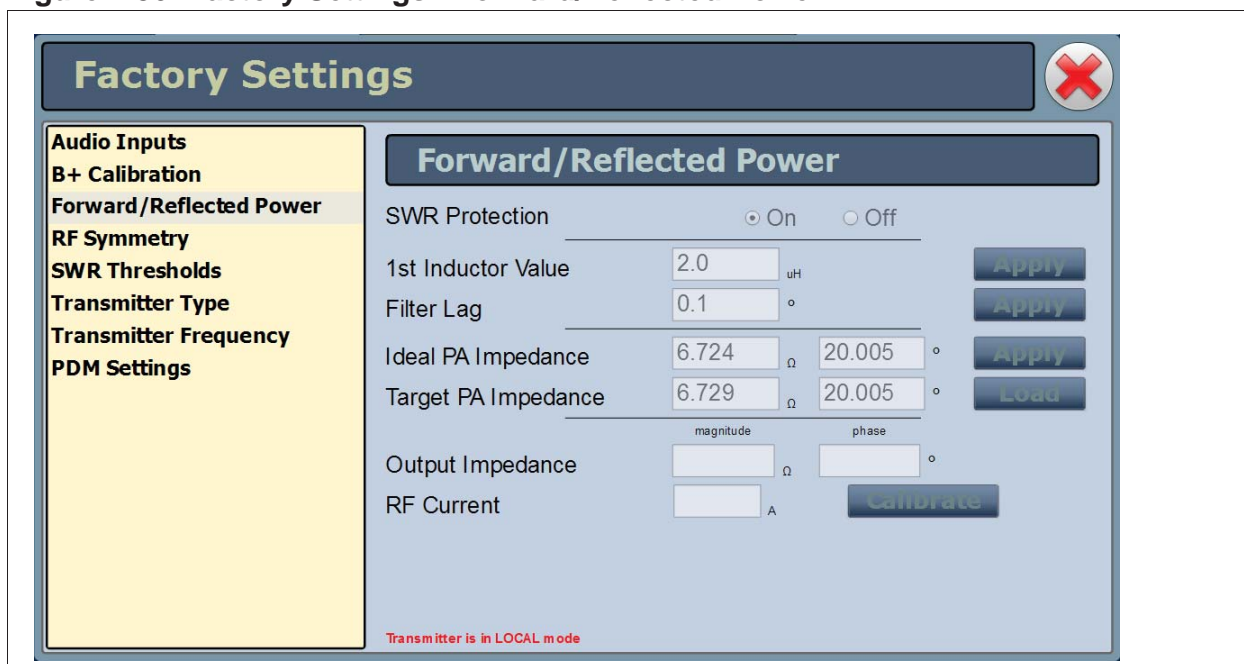 Factory Settings
Audio Inputs
B+ Calibration
Forward/Reflected Power
RF Symmetry
SWR Thresholds
Transmitter Type
Transmitter Frequency
PDM Settings
Forward/Reflected Power
SWR Protection On Off
1st Inductor Value 2.0 uH Apply
Filter Lag 0.1 ° Apply
Ideal PA Impedance 6.724 Ω 20.005 ° Apply
Target PA Impedance 6.729 Ω 20.005 ° Load
magnitude phase
Output Impedance Ω °
RF Current A Calibrate
Transmitter is in LOCAL mode